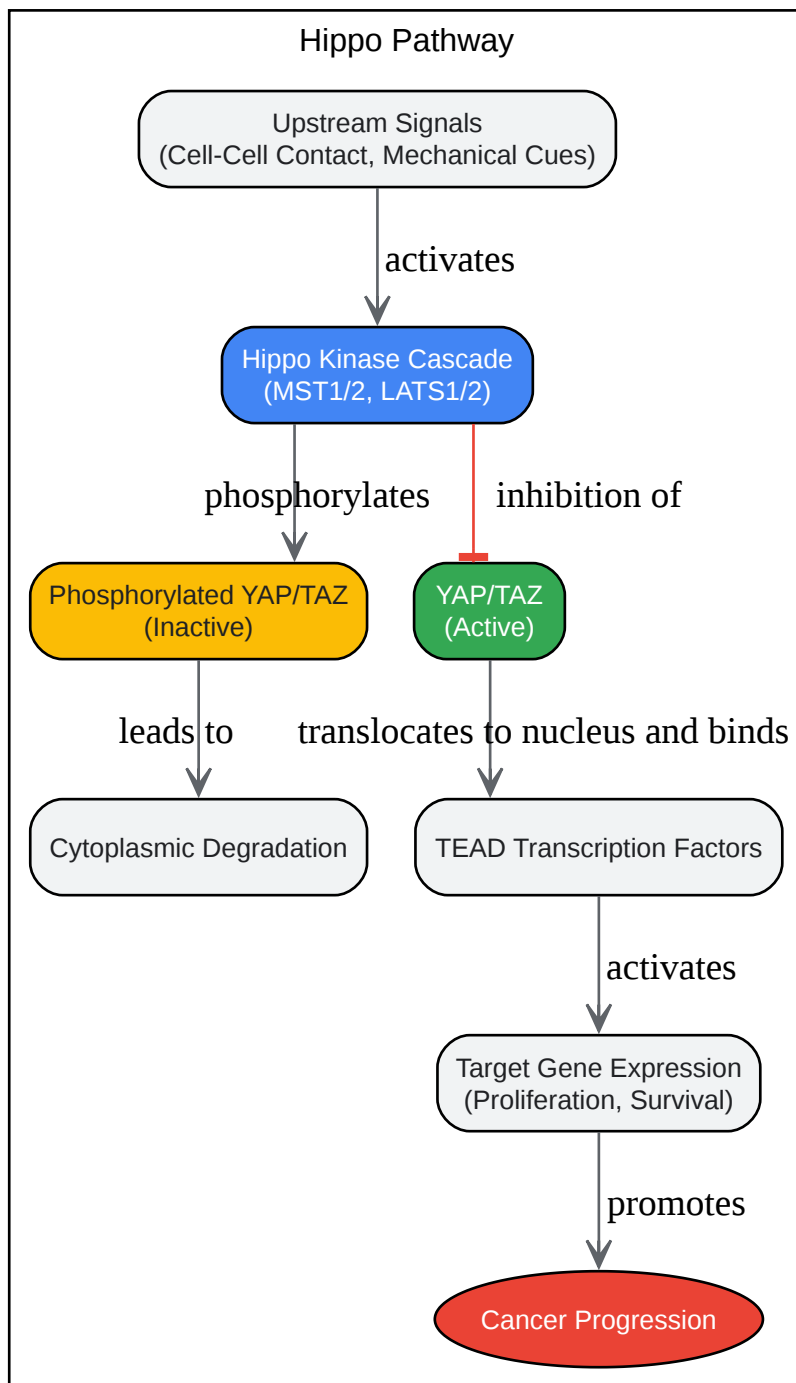 Hippo Pathway
Upstream Signals
(Cell-Cell Contact, Mechanical Cues)
activates
Hippo Kinase Cascade
(MST1/2, LATS1/2)
phosphorylates
inhibition of
Phosphorylated YAP/TAZ
(Inactive)
YAP/TAZ
(Active)
leads to
translocates to nucleus and binds
Cytoplasmic Degradation
TEAD Transcription Factors
activates
Target Gene Expression
(Proliferation, Survival)
promotes
Cancer Progression